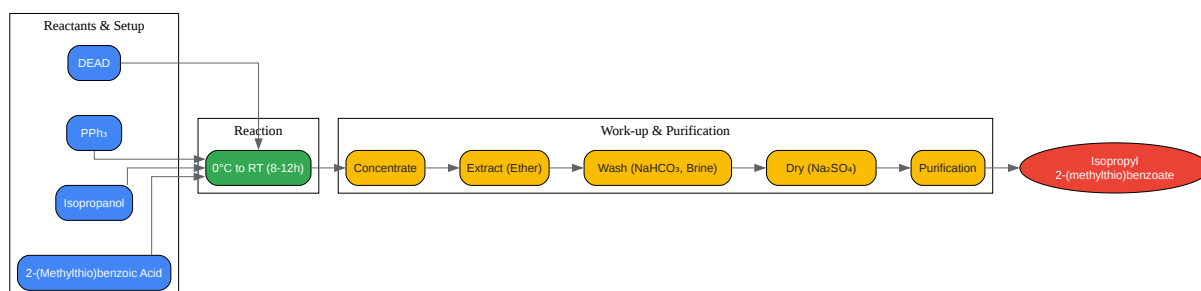 Reactants & Setup
DEAD
PPh₃
Isopropanol
2-(Methylthio)benzoic Acid
Reaction
0°C to RT (8-12h)
Work-up & Purification
Concentrate
Extract (Ether)
Wash (NaHCO₃, Brine)
Dry (Na₂SO₄)
Purification
Isopropyl
2-(methylthio)benzoate